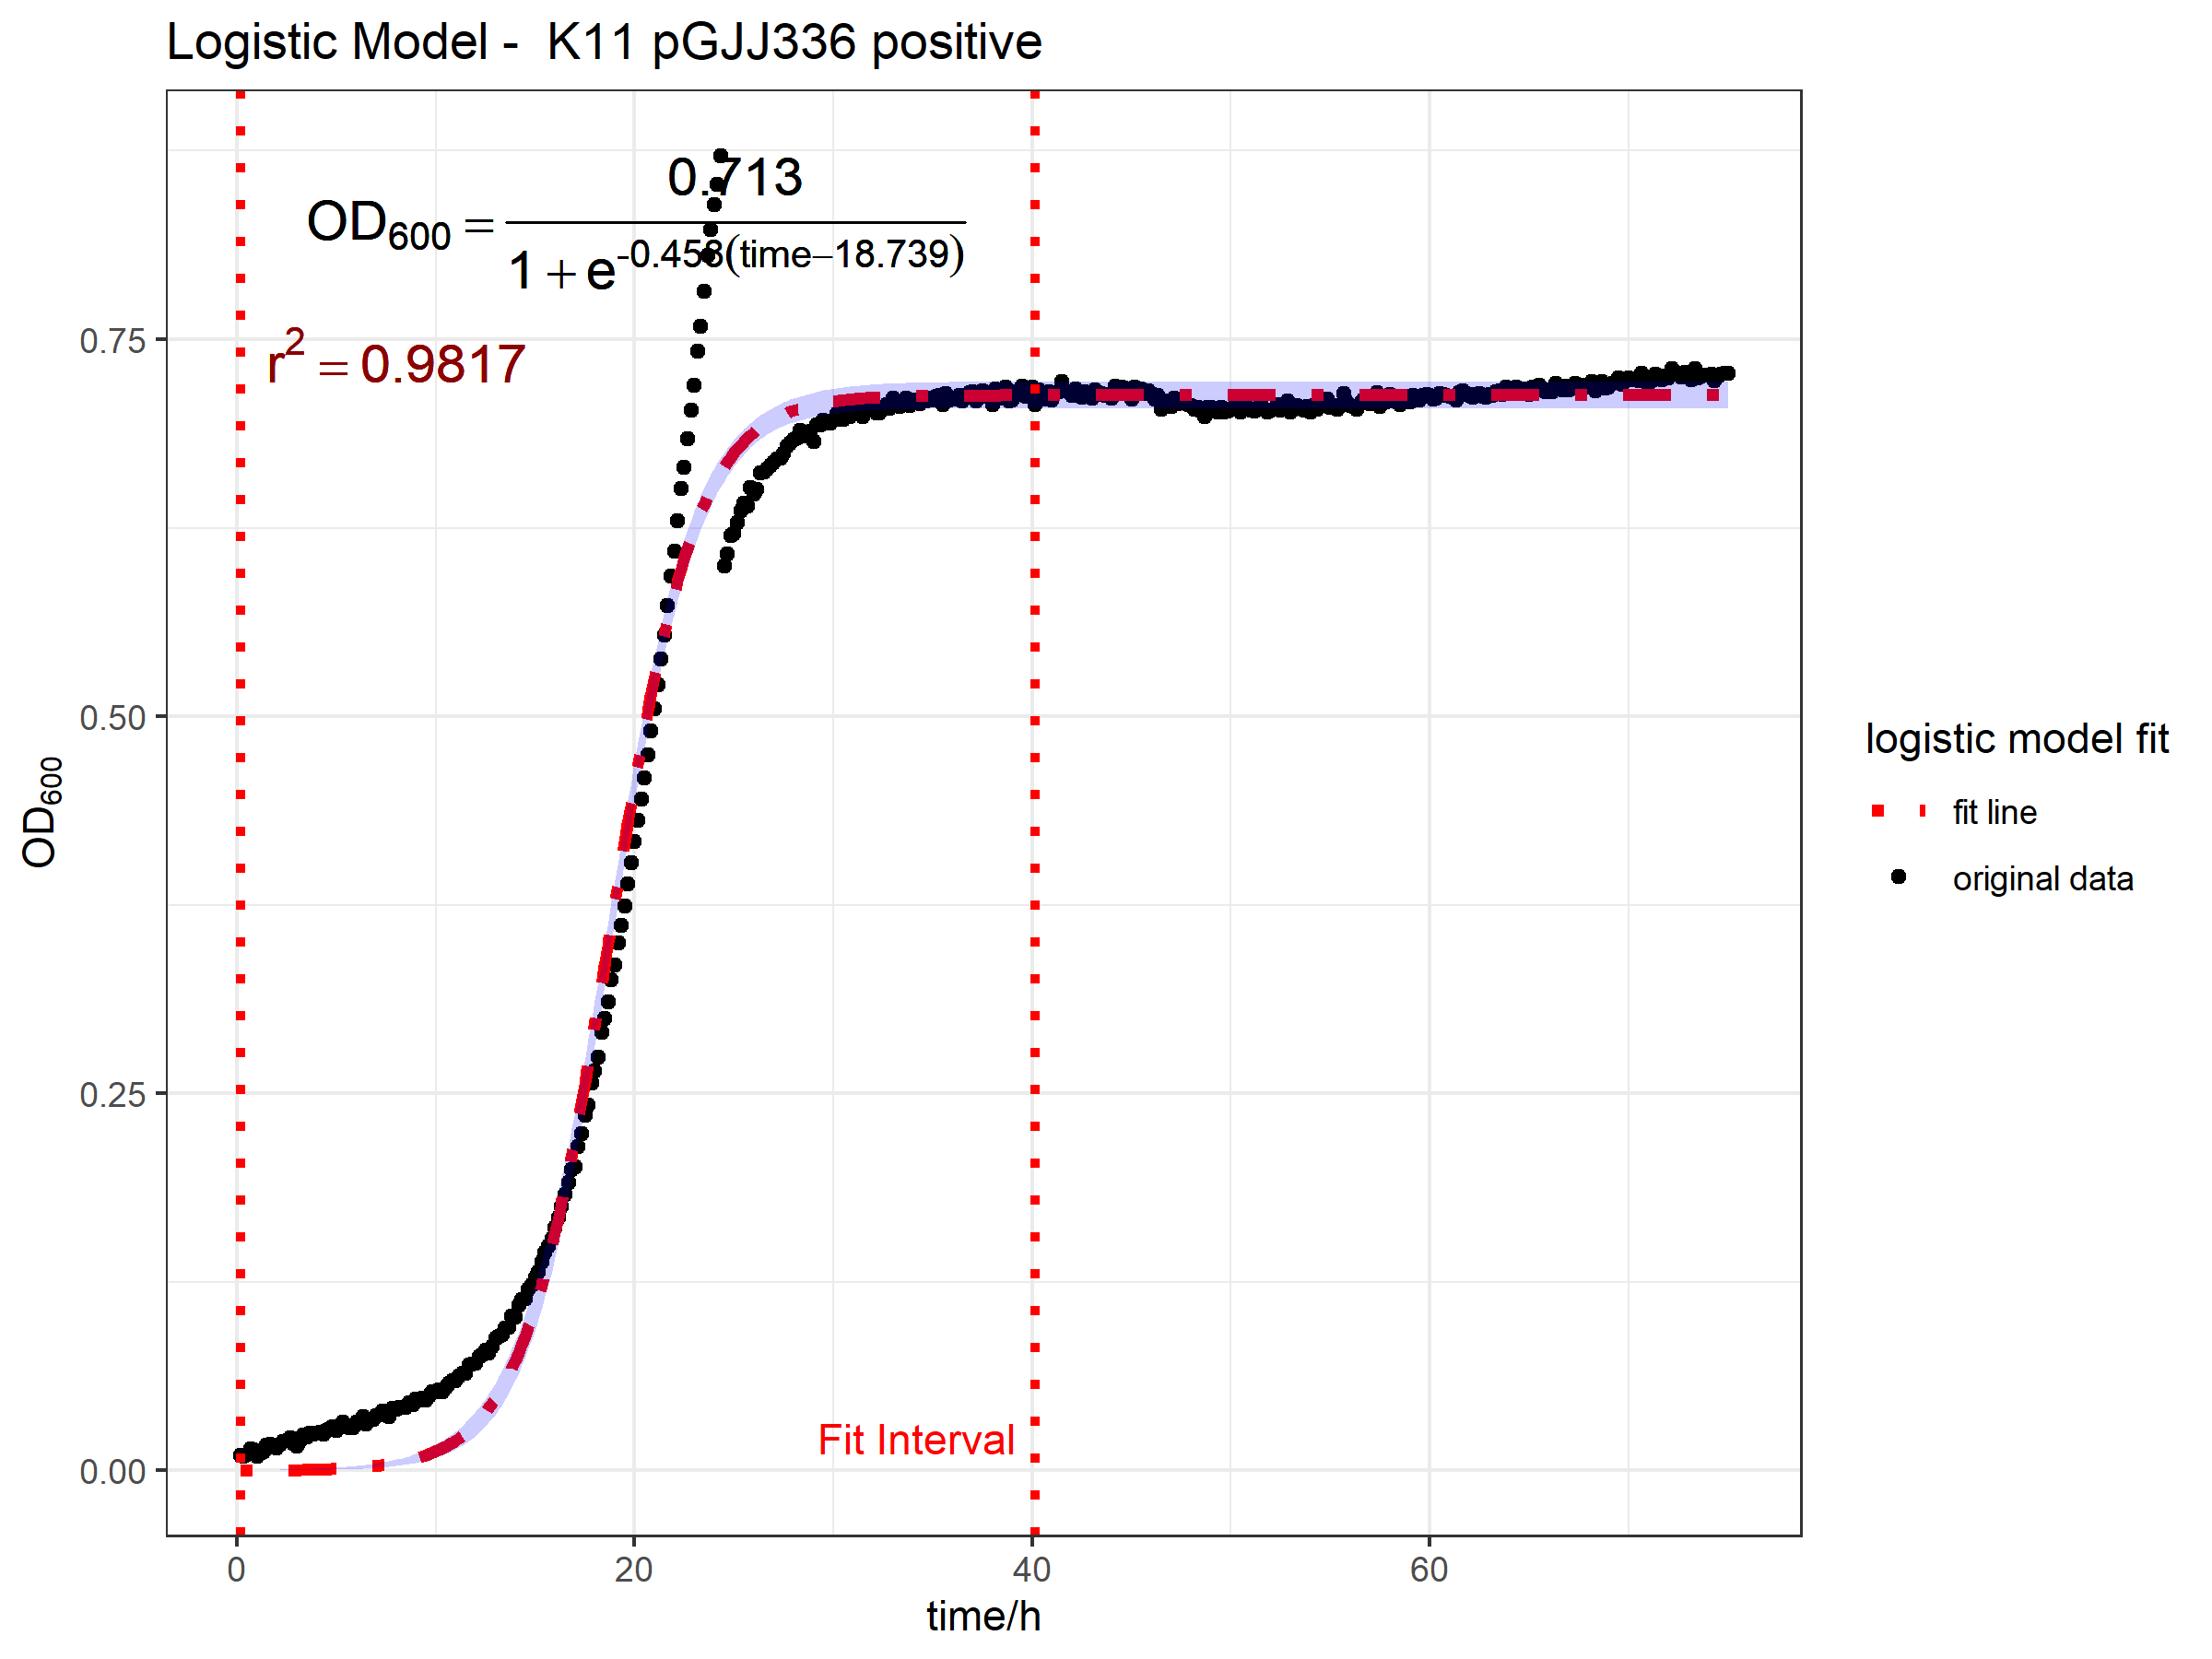 Logistic Model -  K11 pGJJ336 positive
OD600 = 0.713 / 1 + e^-0.458(time−18.739)
r2 = 0.9817
0.75
0.50
0.25
0.00
OD600
Fit Interval
0 20 40 60
time/h
logistic model fit
fit line
original data